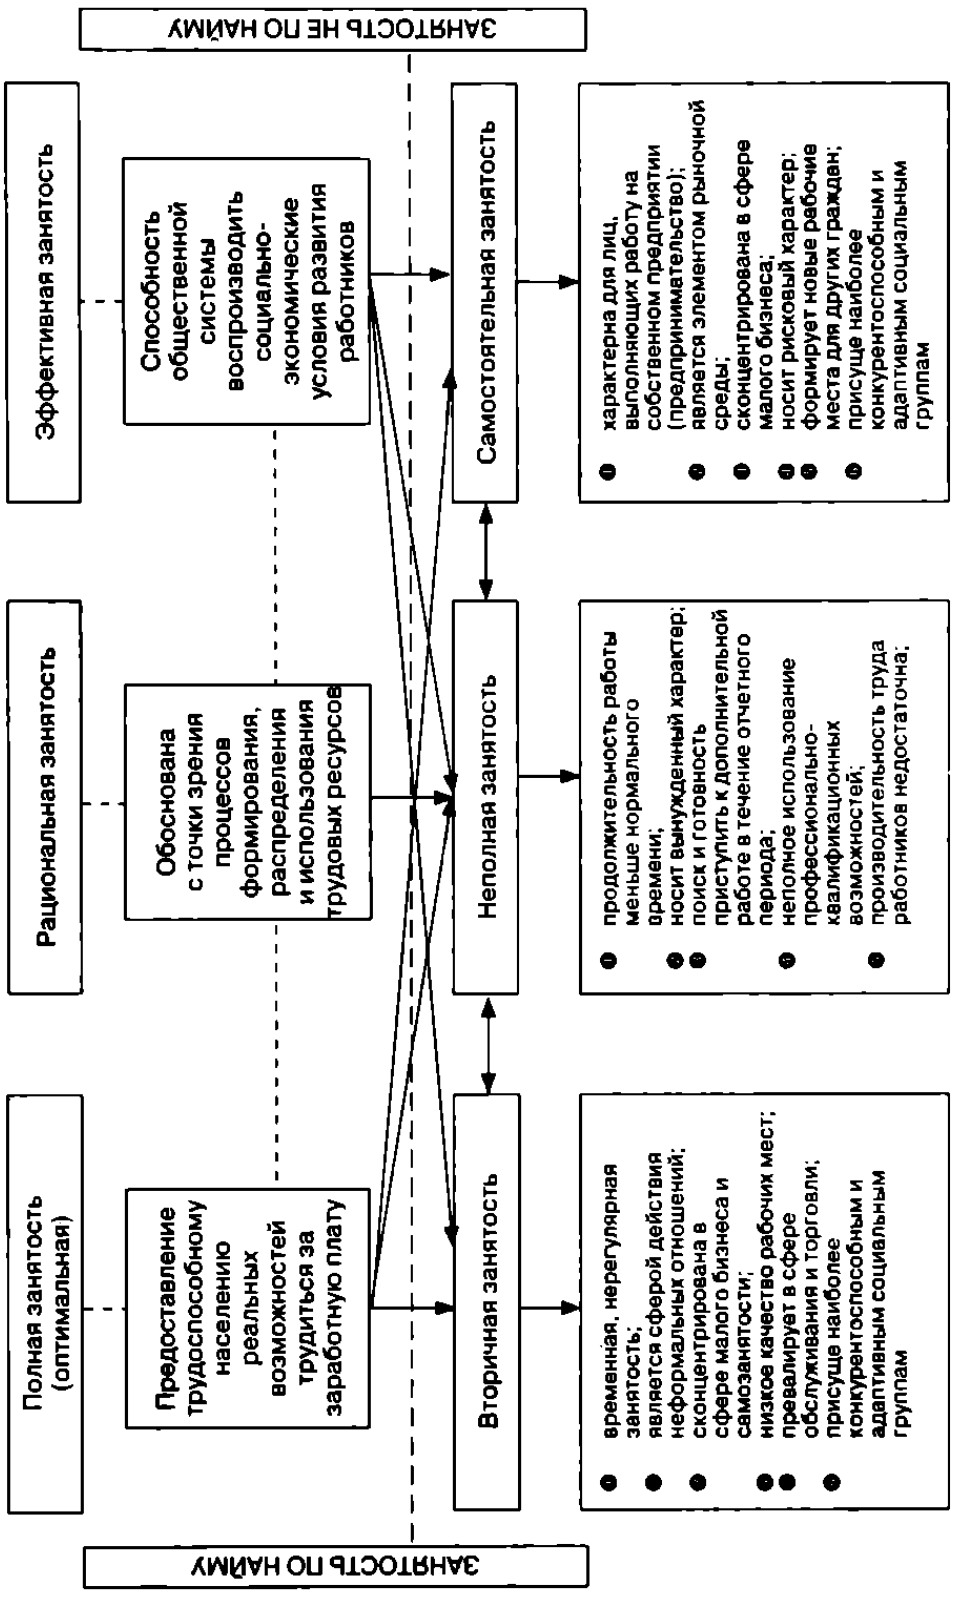 ЗАНЯТОСТЬ ПО НАЙМУ
Полная занятость
(оптимальная)
Рациональная занятость
Эффективная занятость
ЗАНЯТОСТЬ НЕ ПО НАЙМУ
Предоставление
трудоспособному
населению
реальных
возможностей
трудиться за
заработную плату
Обоснована
с точки зрения
процессов
формирования,
распределения
и использования
трудовых ресурсов
Способность
общественной
системы
воспроизводить
социально-
экономические
условия развития
работников
Вторичная занятость
Неполная занятость
Самостоятельная занятость
временная, нерегулярная
занятость;
является сферой действия
неформальных отношений;
сконцентрирована в
сфере малого бизнеса и
самозанятости;
низкое качество рабочих мест;
превалирует в сфере
обслуживания и торговли;
присуще наиболее
конкурентоспособным и
адаптивным социальным
группам
продолжительность работы
меньше нормального
времени;
носит вынужденный характер;
поиск и готовность
приступить к дополнительной
работе в течение отчетного
периода;
неполное использование
профессионально-
квалификационных
возможностей;
производительность труда
работников недостаточна;
характерна для лиц,
выполняющих работу на
собственном предприятии
(предпринимательство);
является элементом рыночной
среды;
сконцентрирована в сфере
малого бизнеса;
носит рисковый характер;
формирует новые рабочие
места для других граждан;
присуще наиболее
конкурентоспособным и
адаптивным социальным
группам